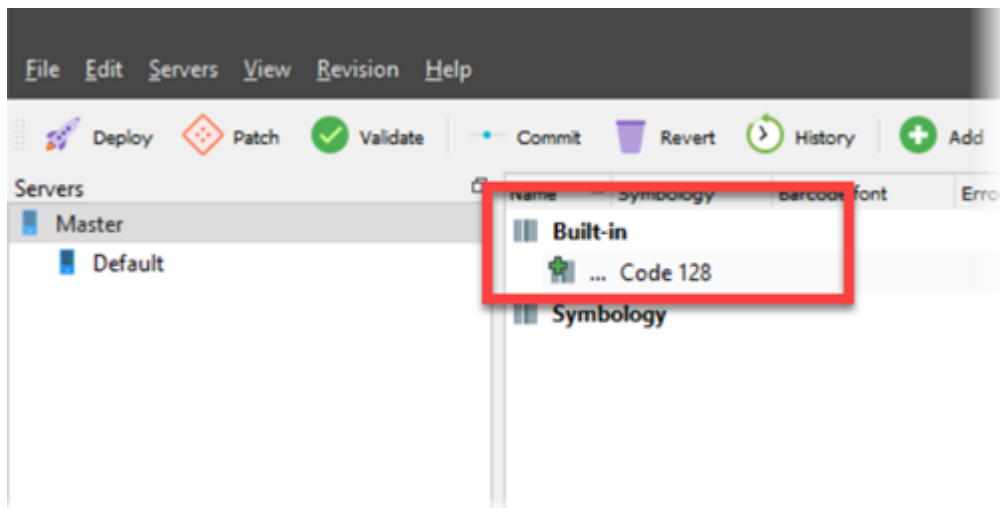 File Edit Servers View Revision Help
Deploy Patch Validate Commit Revert History Add
Servers
Name Symbology Barcode font Erro
Master
Built-in
Default
... Code 128
Symbology